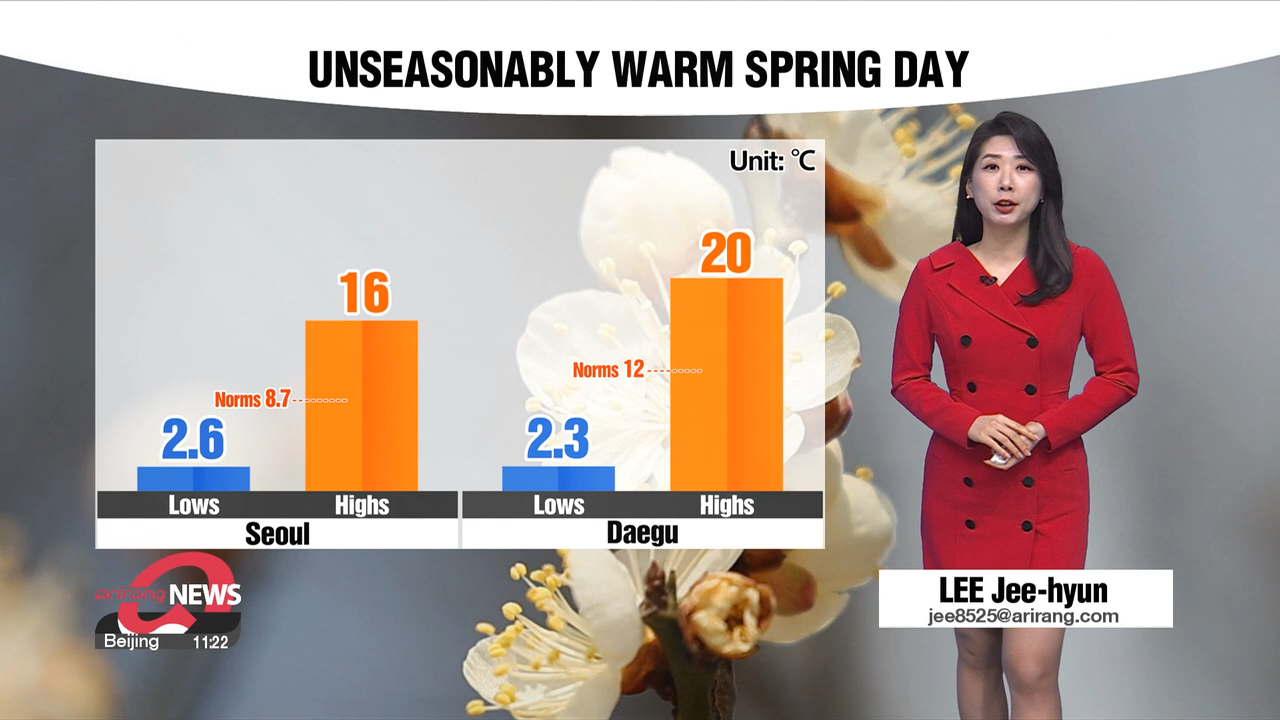 UNSEASONABLY WARM SPRING DAY
Unit: °C
2.6
Norms 8.7
16
Lows
Highs
Seoul
2.3
Norms 12
20
Lows
Highs
Daegu
arirang NEWS
Beijing 11:22
LEE Jee-hyun
jee8525@arirang.com